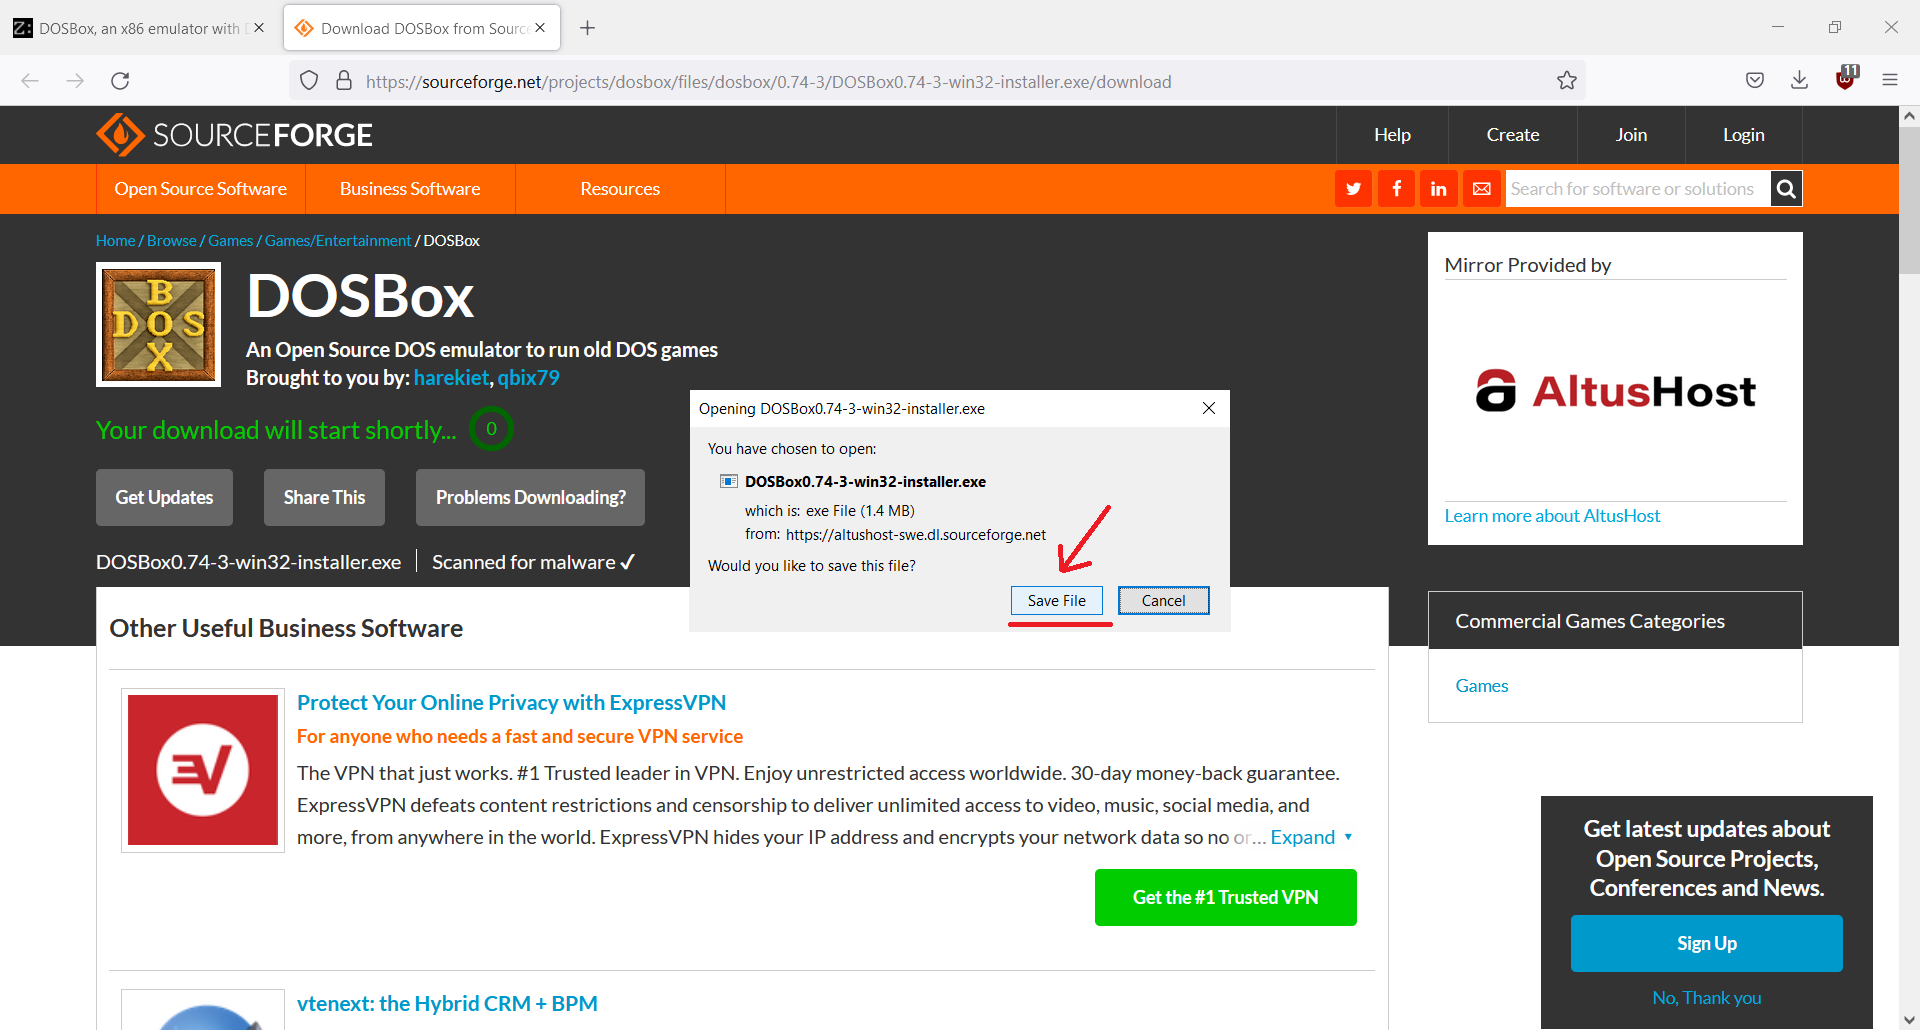 DOSBox, an x86 emulator with
Download DOSBox from Source
https://sourceforge.net/projects/dosbox/files/dosbox/0.74-3/DOSBox0.74-3-win32-installer.exe/download
11
SOURCEFORGE
Help
Create
Join
Login
Open Source Software
Business Software
Resources
Search for software or solutions
Home / Browse / Games / Games/Entertainment / DOSBox
BOX
DOS
DOSBox
An Open Source DOS emulator to run old DOS games
Brought to you by: harekiet, qbix79
Your download will start shortly... 0
Get Updates
Share This
Problems Downloading?
DOSBox0.74-3-win32-installer.exe
Scanned for malware ✓
Mirror Provided by
AltusHost
Learn more about AltusHost
Opening DOSBox0.74-3-win32-installer.exe
You have chosen to open:
DOSBox0.74-3-win32-installer.exe
which is: exe File (1.4 MB)
from: https://altushost-swe.dl.sourceforge.net
Would you like to save this file?
Save File
Cancel
Commercial Games Categories
Games
Other Useful Business Software
Protect Your Online Privacy with ExpressVPN
For anyone who needs a fast and secure VPN service
The VPN that just works. #1 Trusted leader in VPN. Enjoy unrestricted access worldwide. 30-day money-back guarantee.
ExpressVPN defeats content restrictions and censorship to deliver unlimited access to video, music, social media, and
more, from anywhere in the world. ExpressVPN hides your IP address and encrypts your network data so no or... Expand
Get the #1 Trusted VPN
vtenext: the Hybrid CRM + BPM
Get latest updates about
Open Source Projects,
Conferences and News.
Sign Up
No, Thank you